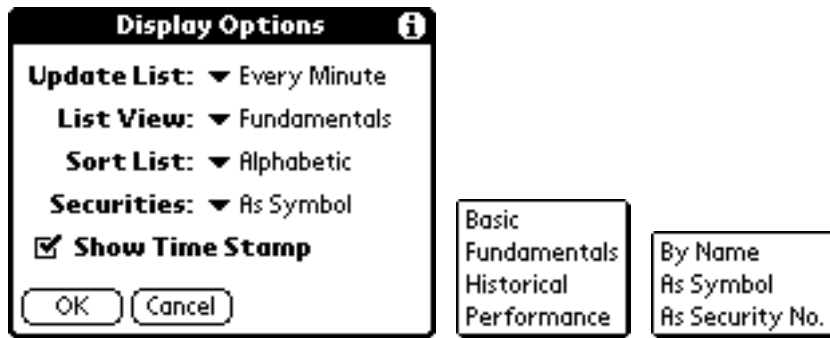 Display Options
Update List: Every Minute
List View: Fundamentals
Sort List: Alphabetic
Securities: As Symbol
Show Time Stamp
OK Cancel
Basic
Fundamentals
Historical
Performance
By Name
As Symbol
As Security No.